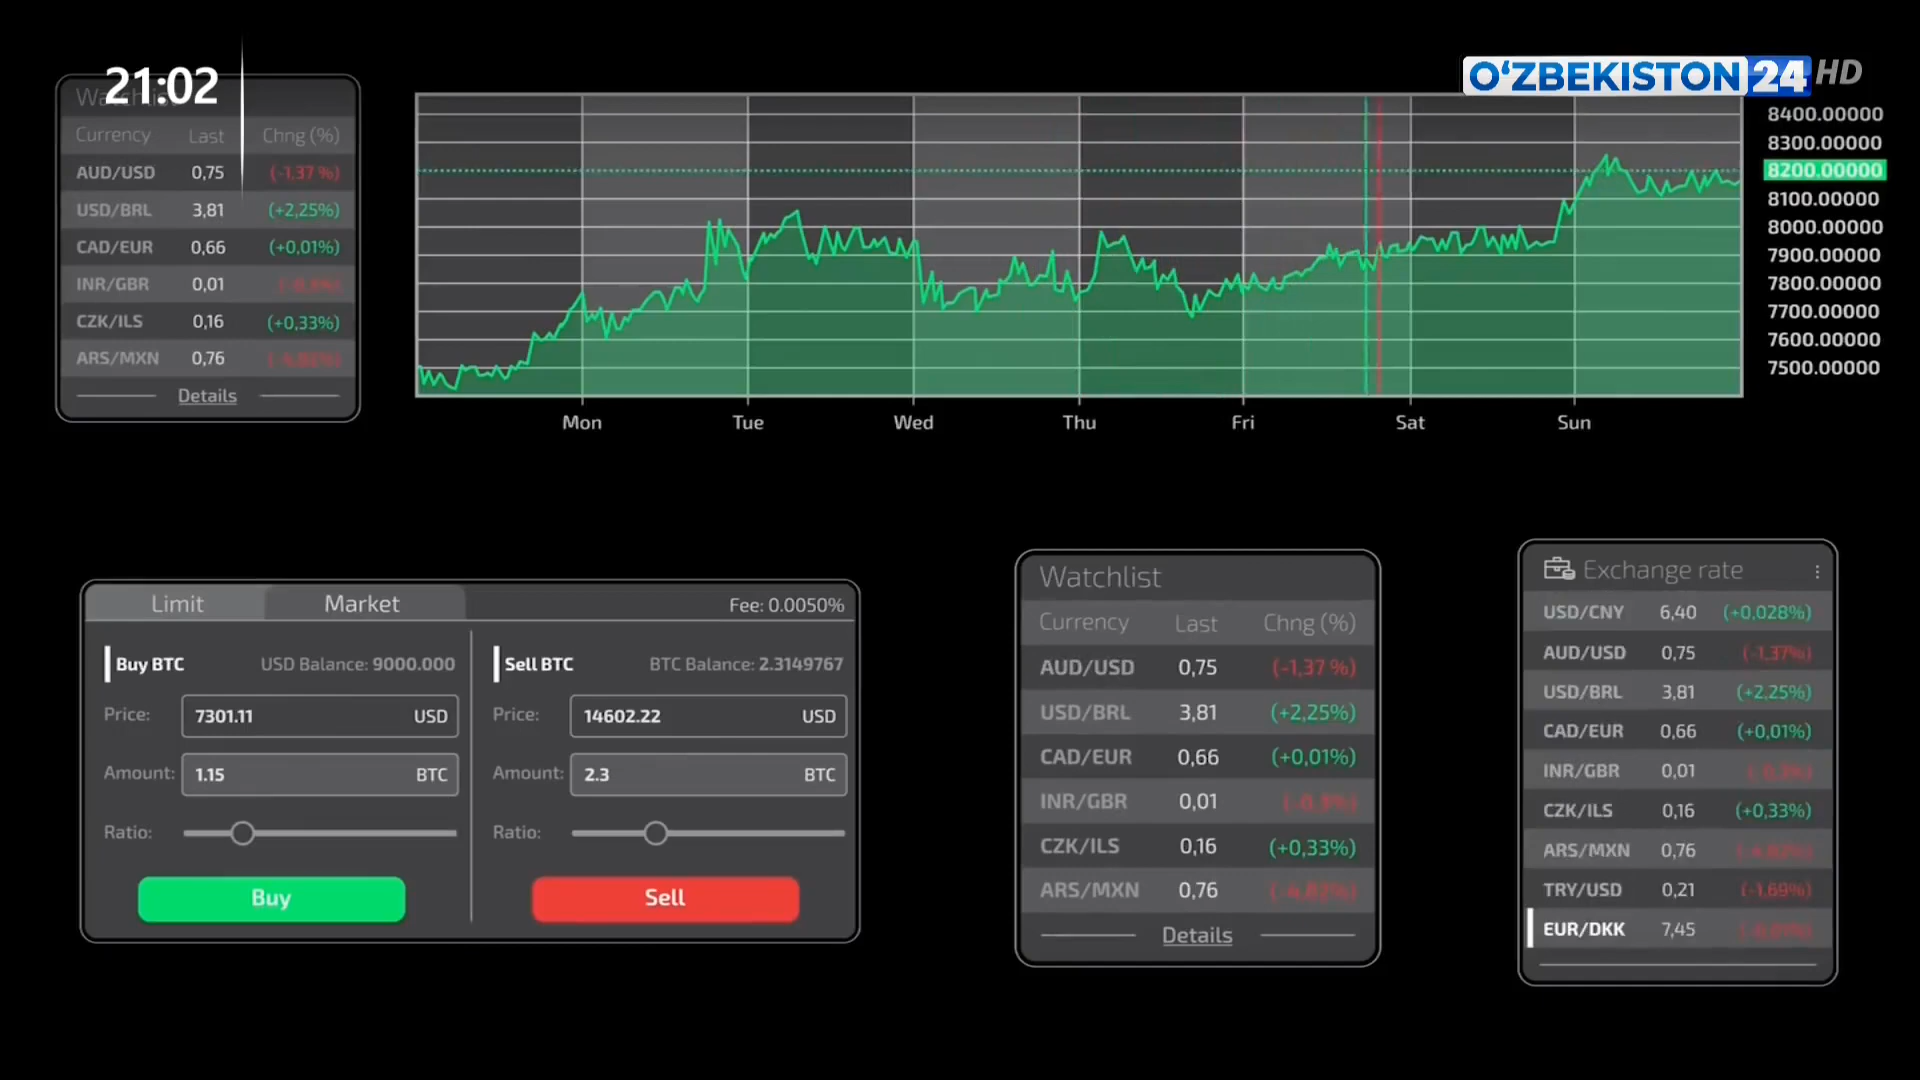 21:02
O‘ZBEKISTON 24 HD
Watchlist
Currency Last Chng (%)
AUD/USD 0,75 (-1,37 %)
USD/BRL 3,81 (+2,25%)
CAD/EUR 0,66 (+0,01%)
INR/GBR 0,01
CZK/ILS 0,16 (+0,33%)
ARS/MXN 0,76
Details
8400.00000
8300.00000
8200.00000
8100.00000
8000.00000
7900.00000
7800.00000
7700.00000
7600.00000
7500.00000
Mon Tue Wed Thu Fri Sat Sun
Limit Market Fee: 0.0050%
Buy BTC USD Balance: 9000.000
Price: 7301.11 USD
Amount: 1.15 BTC
Ratio:
Buy
Sell BTC BTC Balance: 2.3149767
Price: 14602.22 USD
Amount: 2.3 BTC
Ratio:
Sell
Watchlist
Currency Last Chng (%)
AUD/USD 0,75 (-1,37 %)
USD/BRL 3,81 (+2,25%)
CAD/EUR 0,66 (+0,01%)
INR/GBR 0,01
CZK/ILS 0,16 (+0,33%)
ARS/MXN 0,76
Details
Exchange rate
USD/CNY 6,40 (+0,028%)
AUD/USD 0,75 (-1,37%)
USD/BRL 3,81 (+2,25%)
CAD/EUR 0,66 (+0,01%)
INR/GBR 0,01
CZK/ILS 0,16 (+0,33%)
ARS/MXN 0,76
TRY/USD 0,21 (-1,69%)
EUR/DKK 7,45